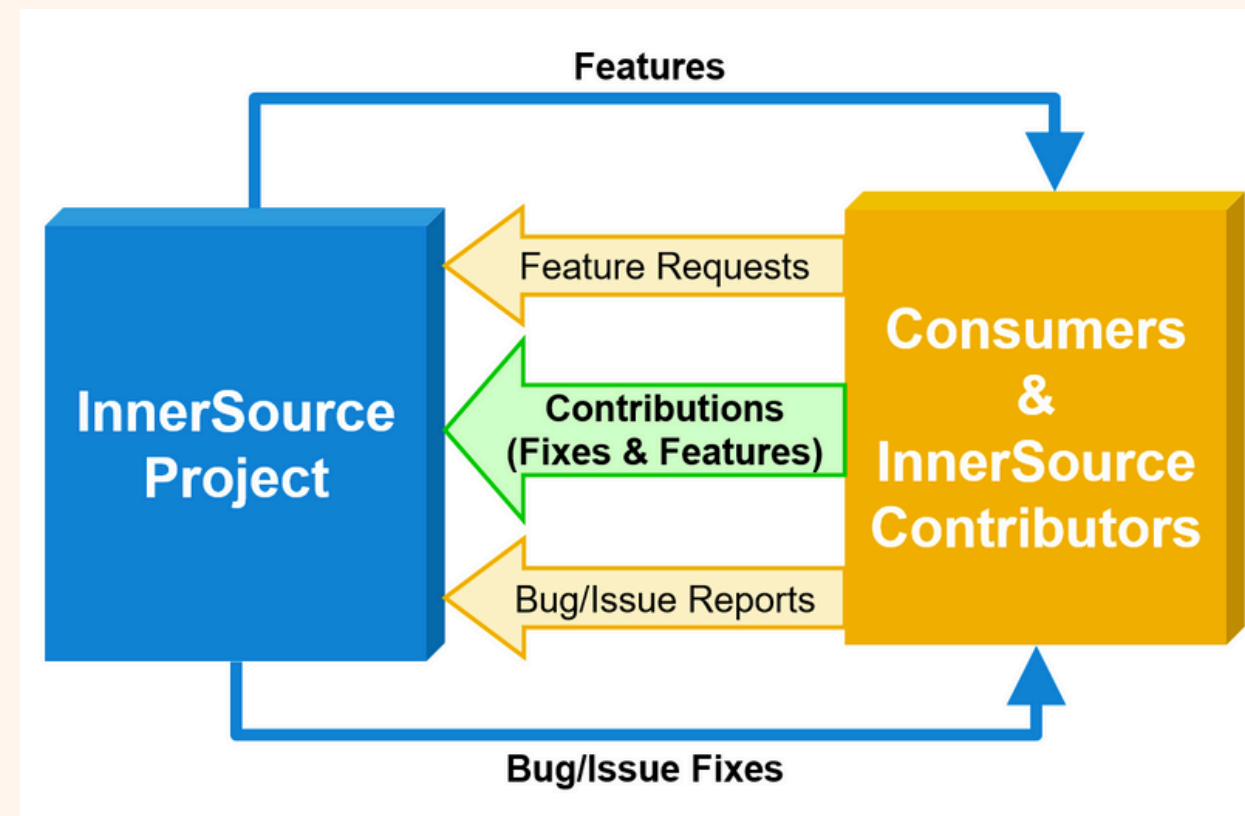 Features
InnerSource
Project
Feature Requests
Contributions
(Fixes & Features)
Bug/Issue Reports
Consumers
&
InnerSource
Contributors
Bug/Issue Fixes